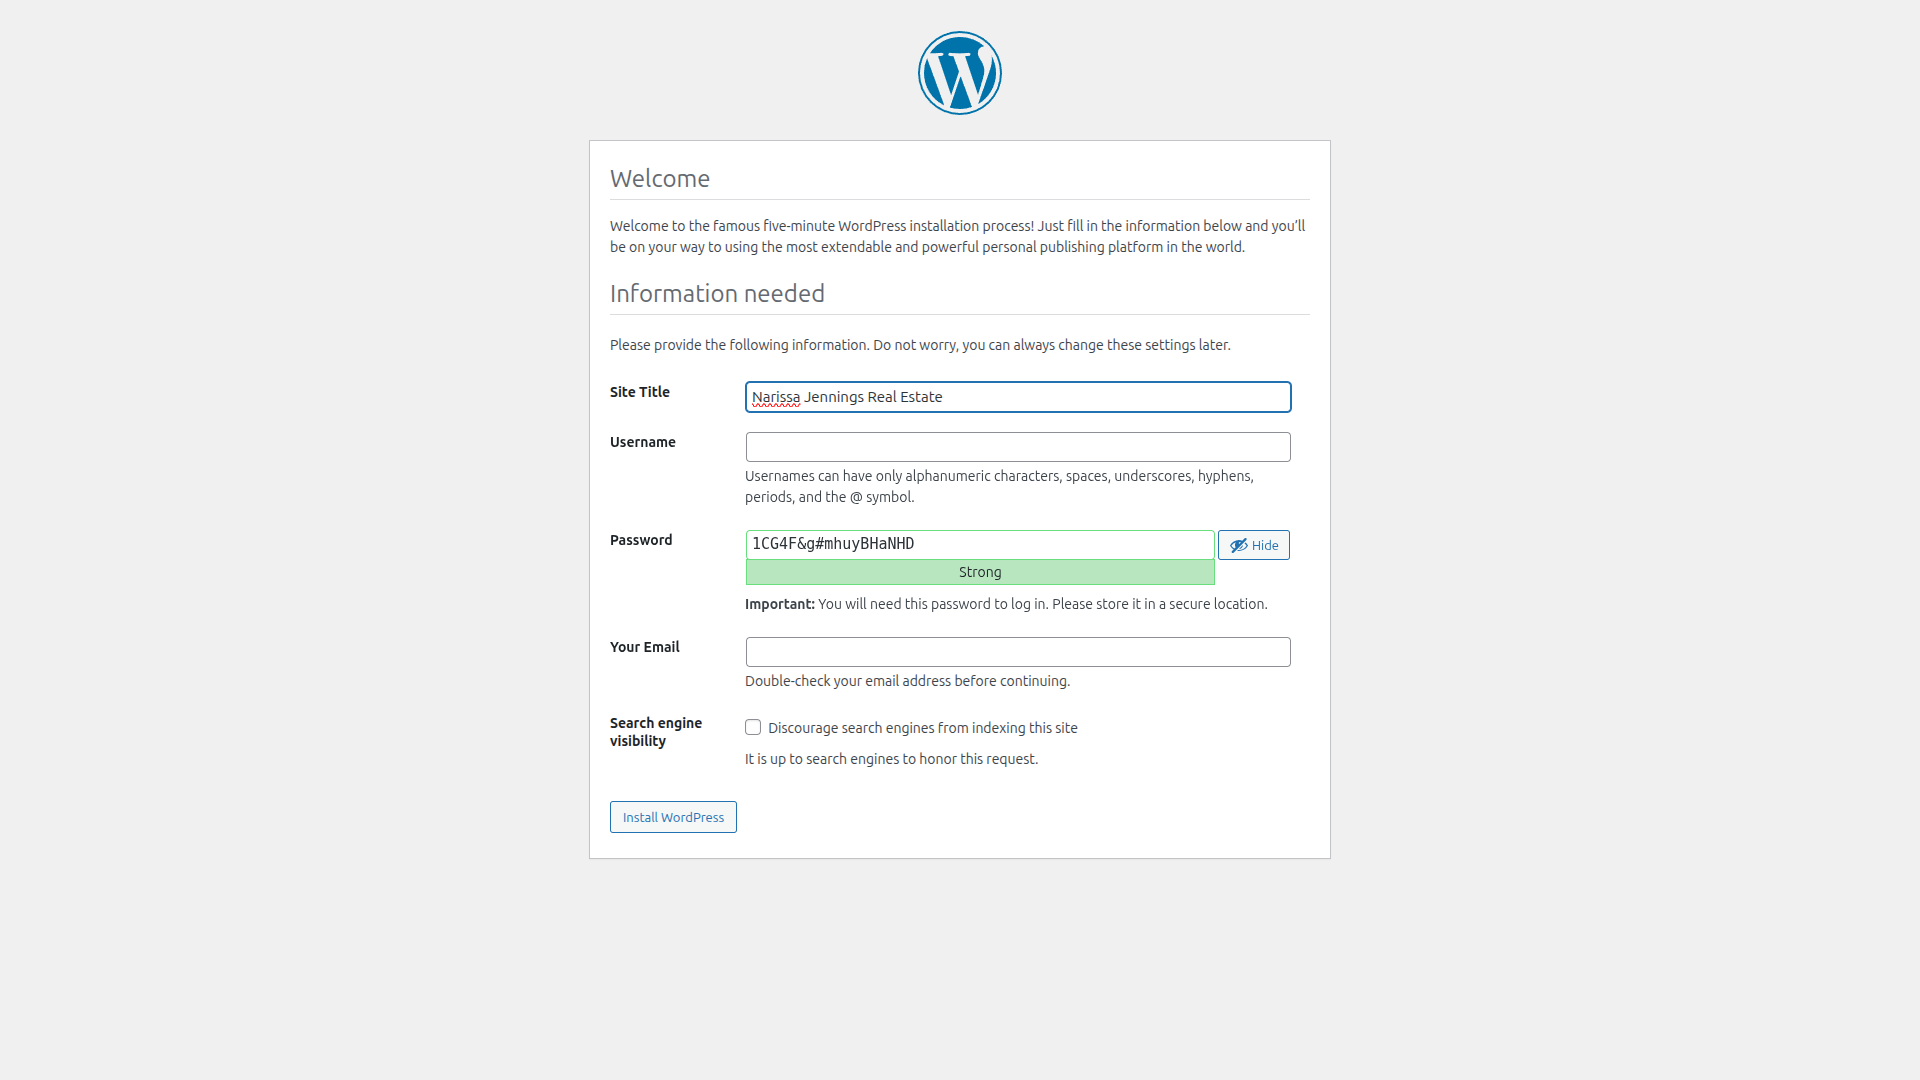 Welcome
Welcome to the famous five-minute WordPress installation process! Just fill in the information below and you’ll
be on your way to using the most extendable and powerful personal publishing platform in the world.
Information needed
Please provide the following information. Do not worry, you can always change these settings later.
Site Title
Narissa Jennings Real Estate
Username
Usernames can have only alphanumeric characters, spaces, underscores, hyphens,
periods, and the @ symbol.
Password
1CG4F&g#mhuyBHaNHD
Hide
Strong
Important: You will need this password to log in. Please store it in a secure location.
Your Email
Double-check your email address before continuing.
Search engine
visibility
Discourage search engines from indexing this site
It is up to search engines to honor this request.
Install WordPress